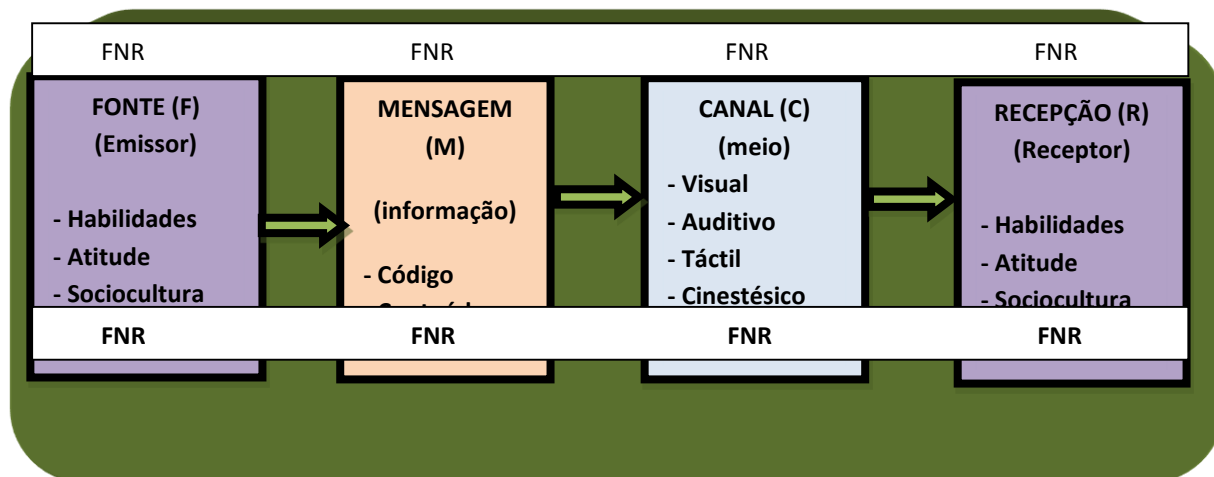 FNR FNR FNR FNR
FONTE (F)
(Emissor)
- Habilidades
- Atitude
- Sociocultura
MENSAGEM
(M)
(informação)
- Código
CANAL (C)
(meio)
- Visual
- Auditivo
- Táctil
- Cinestésico
RECEPÇÃO (R)
(Receptor)
- Habilidades
- Atitude
- Sociocultura
FNR FNR FNR FNR